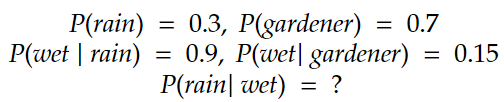 P(rain) = 0.3, P(gardener) = 0.7
P(wet | rain) = 0.9, P(wet| gardener) = 0.15
P(rain| wet) = ?